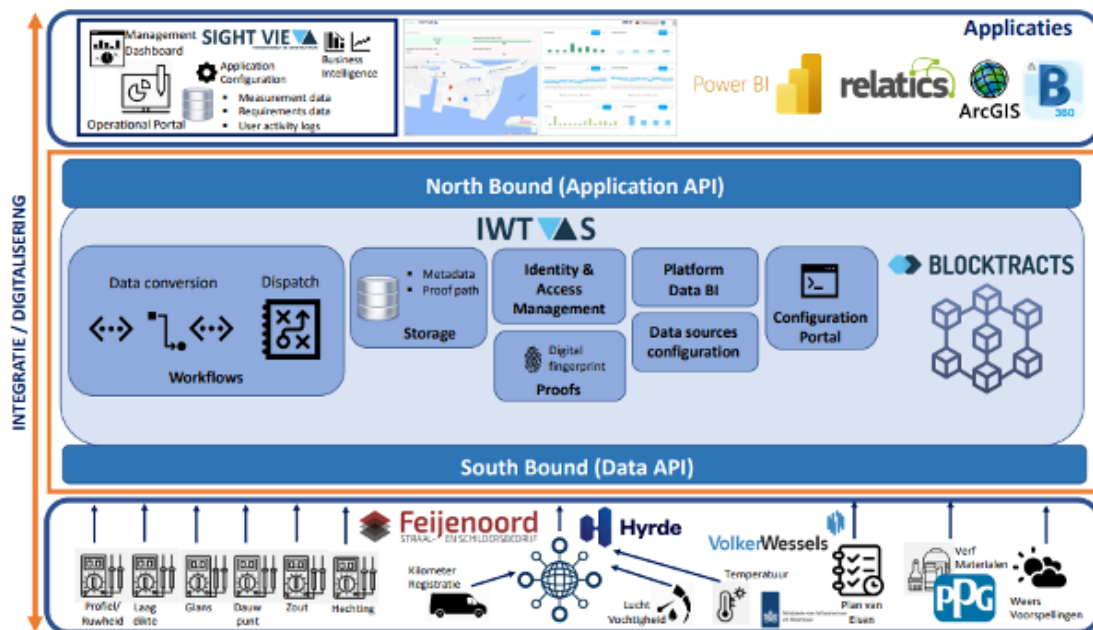 INTEGRATIE / DIGITALISERING
Management
Dashboard
SIGHT VIE
Business
Intelligence
Application
Configuration
Measurement data
Requirements data
User activity logs
Operational Portal
Applicaties
Power BI
relatics
ArcGIS
B
360
North Bound (Application API)
IWT
S
Data conversion
Dispatch
Workflows
Metadata
Proof path
Storage
Identity &
Access
Management
Digital
fingerprint
Proofs
Platform
Data BI
Data sources
configuration
Configuration
Portal
BLOCKTRACTS
South Bound (Data API)
Feijenoord
STRAAL- EN SCHILDERSBEDRIJF
Hyrde
VolkerWessels
Profiel/
Ruwheid
Laag
dikte
Glans
Dauw
punt
Zout
Hechting
Kilometer
Registratie
Lucht
Vochtigheid
Temperatuur
Plan van
Eisen
Verf
Materialen
PPG
Weers
Voorspellingen